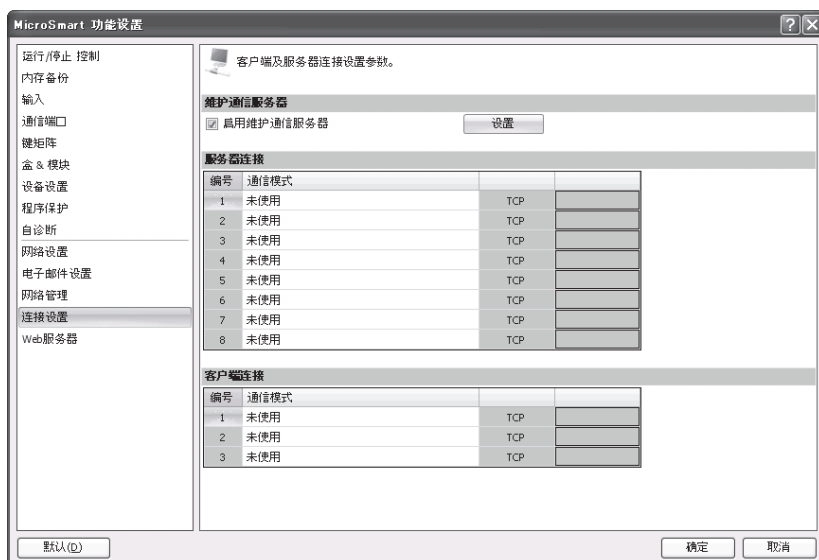 MicroSmart 功能设置
运行/停止 控制
内存备份
输入
通信端口
键矩阵
盒 & 模块
设备设置
程序保护
自诊断
网络设置
电子邮件设置
网络管理
连接设置
Web服务器
客户端及服务器连接设置参数。
维护通信服务器
启用维护通信服务器 设置
服务器连接
编号 通信模式
1 未使用 TCP
2 未使用 TCP
3 未使用 TCP
4 未使用 TCP
5 未使用 TCP
6 未使用 TCP
7 未使用 TCP
8 未使用 TCP
客户端连接
编号 通信模式
1 未使用 TCP
2 未使用 TCP
3 未使用 TCP
默认(D) 确定 取消